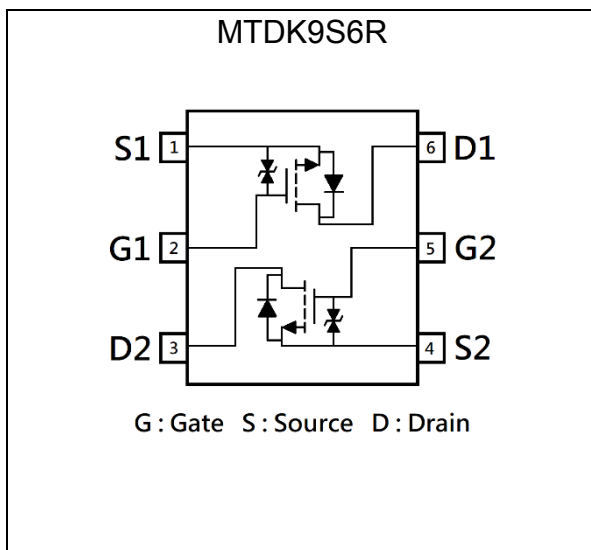 MTDK9S6R
S1 1 6 D1
G1 2 5 G2
D2 3 4 S2
G : Gate S : Source D : Drain